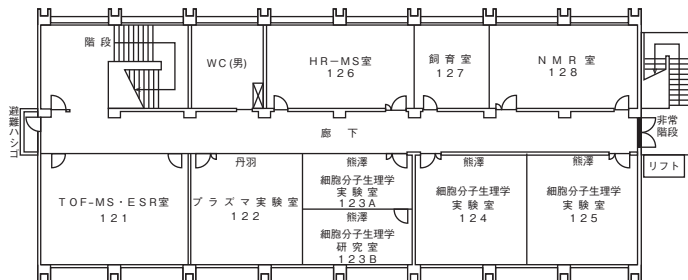 階段
WC(男)
HR－MS室
126
飼育室
127
NMR室
128
避難ハシゴ
廊下
非常
階段
リフト
TOF-MS・ESR室
121
丹羽
プラズマ実験室
122
熊澤
細胞分子生理学
実験室
123A
熊澤
細胞分子生理学
研究室
123B
熊澤
細胞分子生理学
実験室
124
熊澤
細胞分子生理学
実験室
125